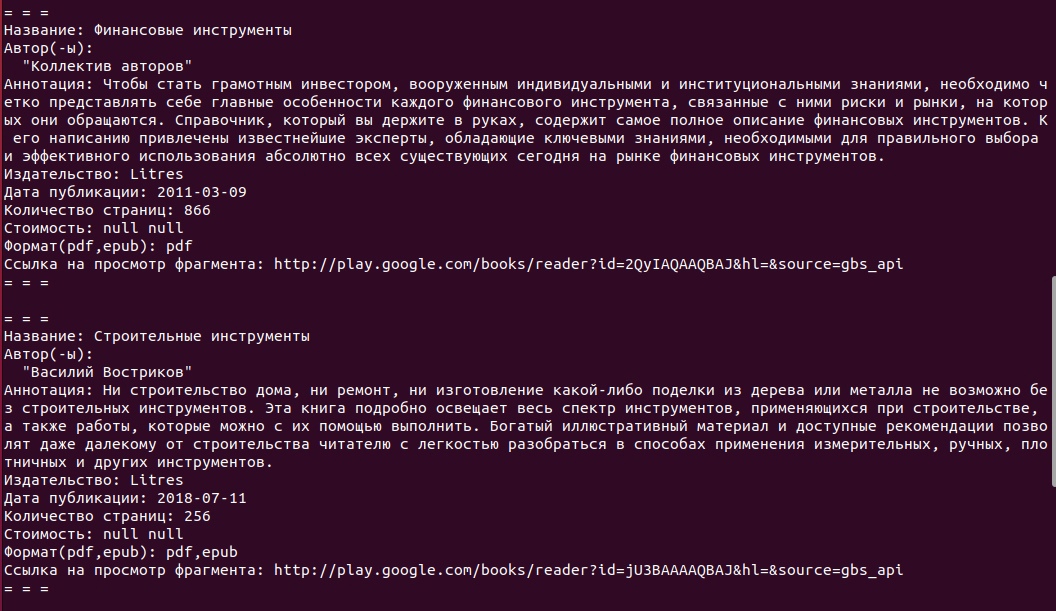 = = =
Название: Финансовые инструменты
Автор(-ы):
  "Коллектив авторов"
Аннотация: Чтобы стать грамотным инвестором, вооруженным индивидуальными и институциональными знаниями, необходимо ч
етко представлять себе главные особенности каждого финансового инструмента, связанные с ними риски и рынки, на котор
ых они обращаются. Справочник, который вы держите в руках, содержит самое полное описание финансовых инструментов. К
 его написанию привлечены известнейшие эксперты, обладающие ключевыми знаниями, необходимыми для правильного выбора
и эффективного использования абсолютно всех существующих сегодня на рынке финансовых инструментов.
Издательство: Litres
Дата публикации: 2011-03-09
Количество страниц: 866
Стоимость: null null
Формат(pdf,epub): pdf
Ссылка на просмотр фрагмента: http://play.google.com/books/reader?id=2QyIAQAAQBAJ&hl=&source=gbs_api
= = =

= = =
Название: Строительные инструменты
Автор(-ы):
  "Василий Востриков"
Аннотация: Ни строительство дома, ни ремонт, ни изготовление какой-либо поделки из дерева или металла не возможно бе
з строительных инструментов. Эта книга подробно освещает весь спектр инструментов, применяющихся при строительстве,
а также работы, которые можно с их помощью выполнить. Богатый иллюстративный материал и доступные рекомендации позво
лят даже далекому от строительства читателю с легкостью разобраться в способах применения измерительных, ручных, пло
тничных и других инструментов.
Издательство: Litres
Дата публикации: 2018-07-11
Количество страниц: 256
Стоимость: null null
Формат(pdf,epub): pdf,epub
Ссылка на просмотр фрагмента: http://play.google.com/books/reader?id=jU3BAAAAQBAJ&hl=&source=gbs_api
= = =